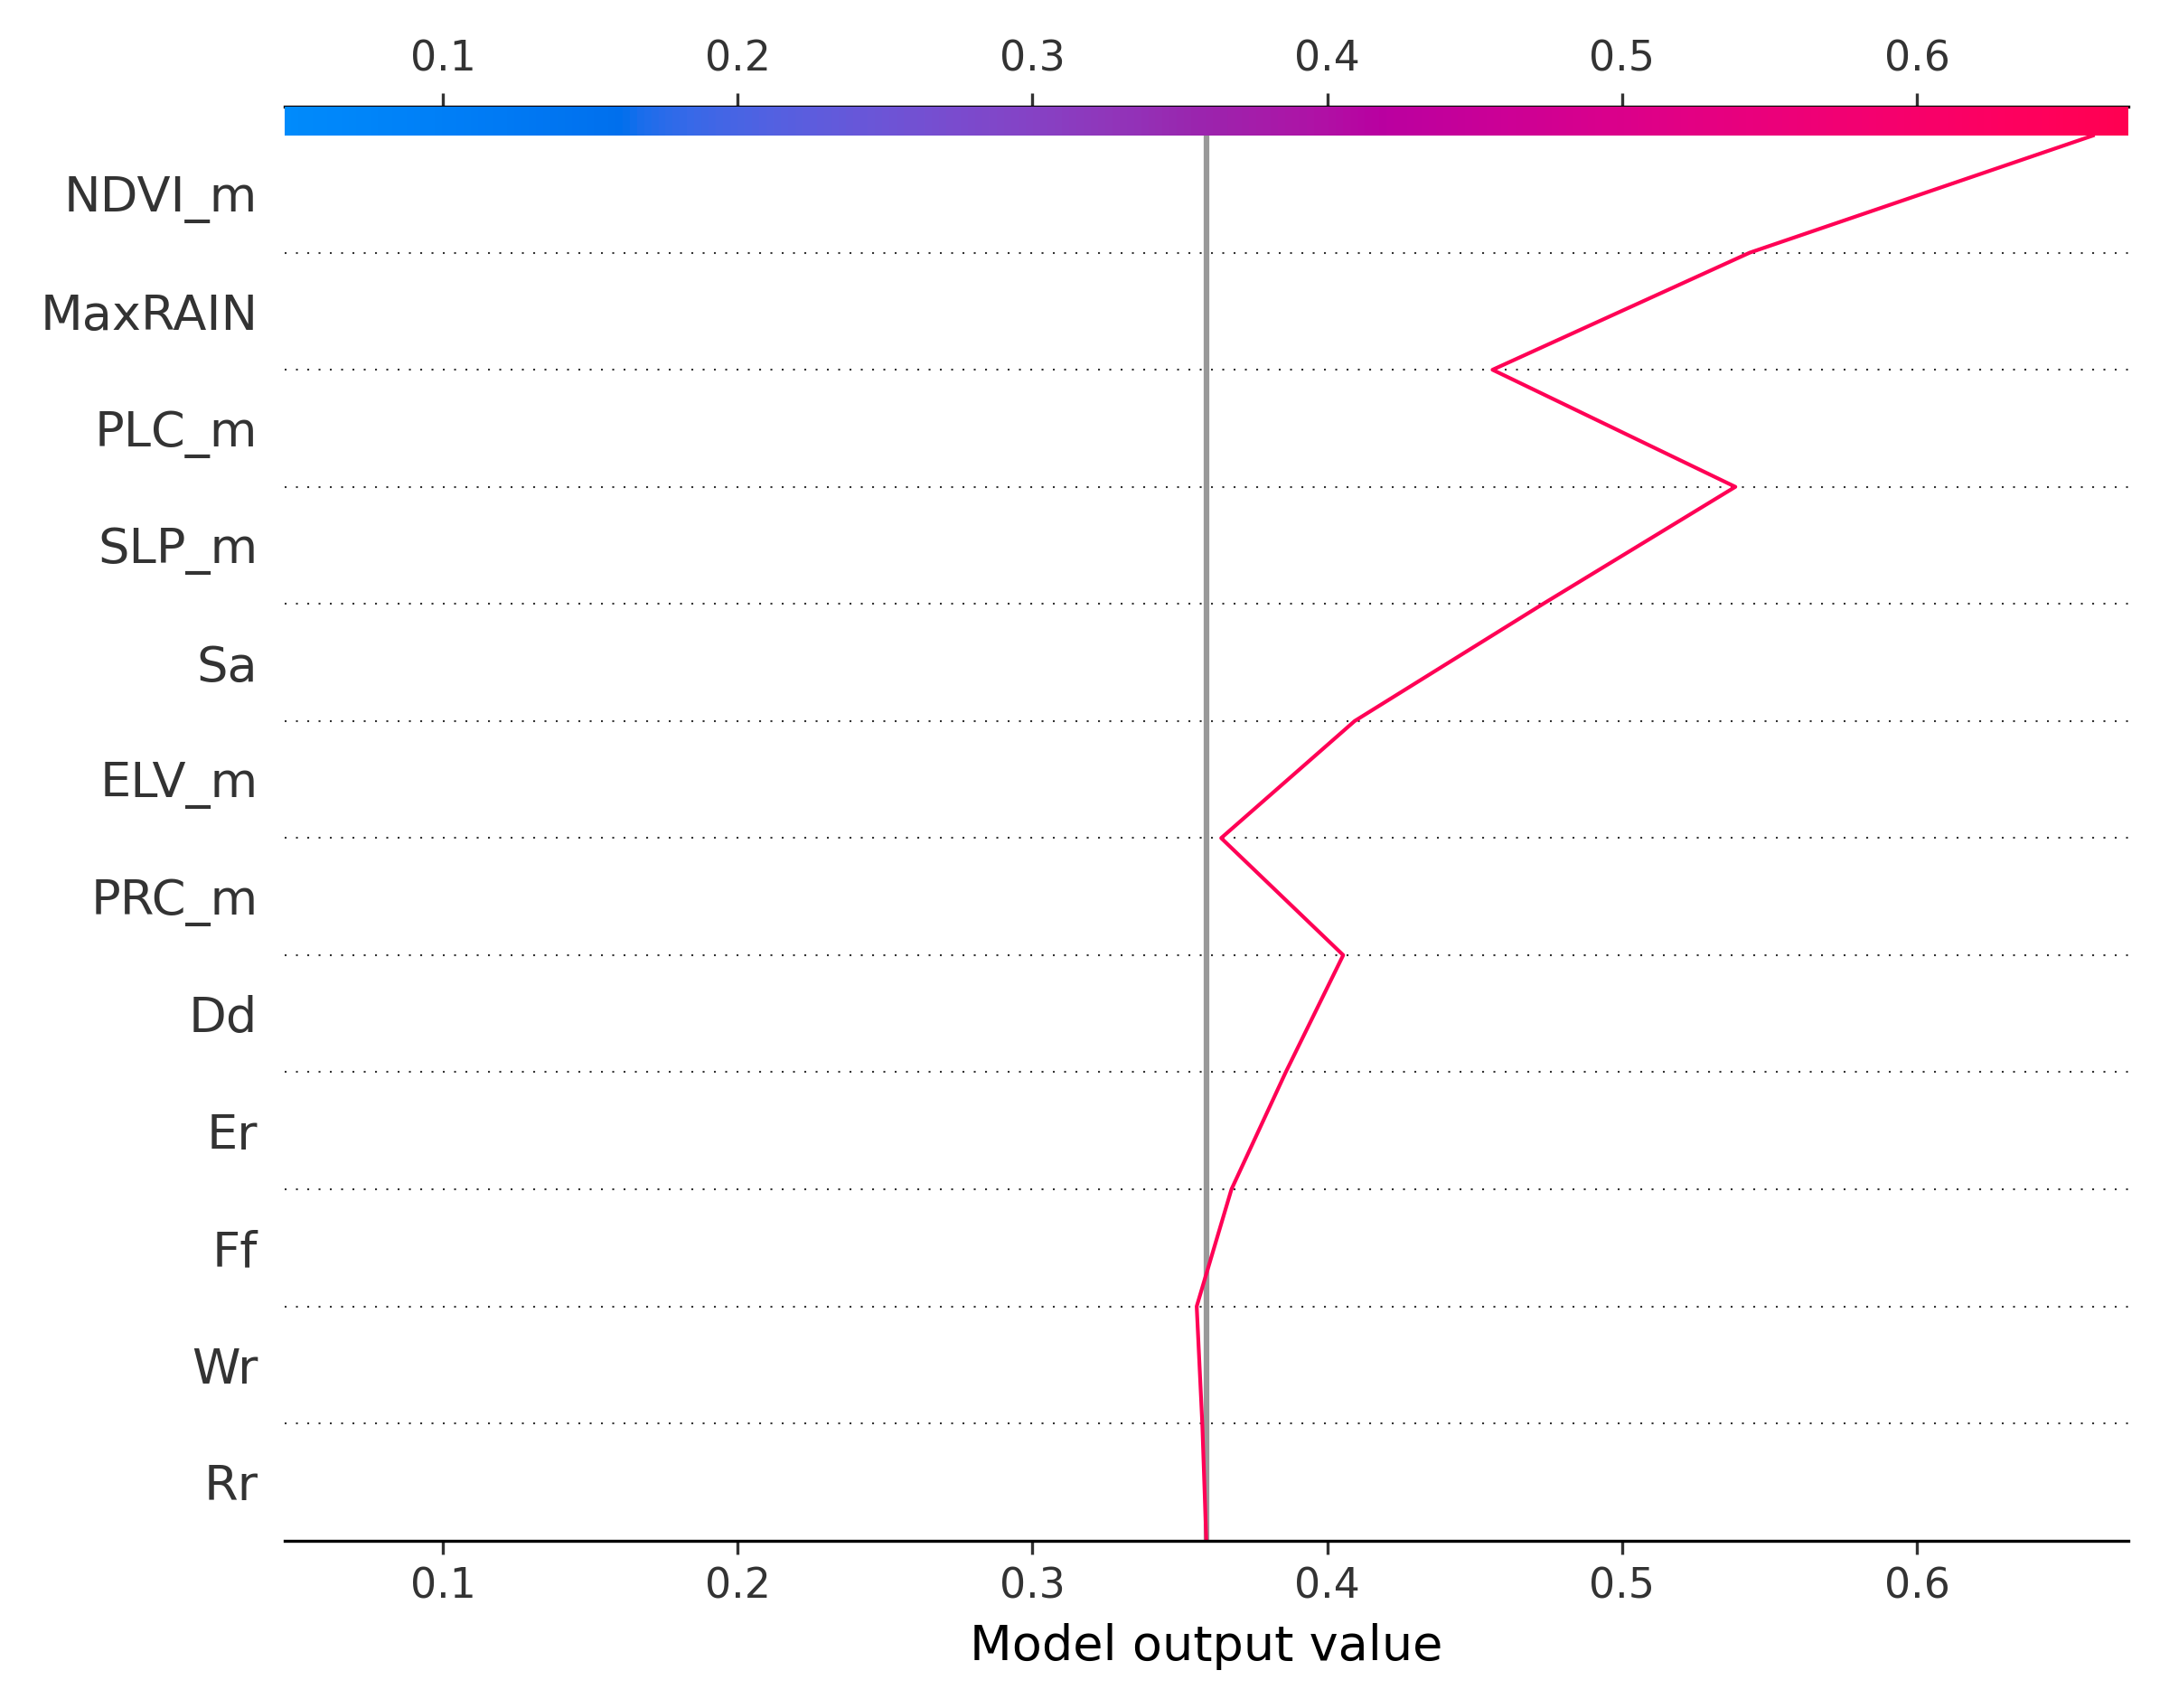 0.1 0.2 0.3 0.4 0.5 0.6
NDVI_m
MaxRAIN
PLC_m
SLP_m
Sa
ELV_m
PRC_m
Dd
Er
Ff
Wr
Rr
0.1 0.2 0.3 0.4 0.5 0.6
Model output value